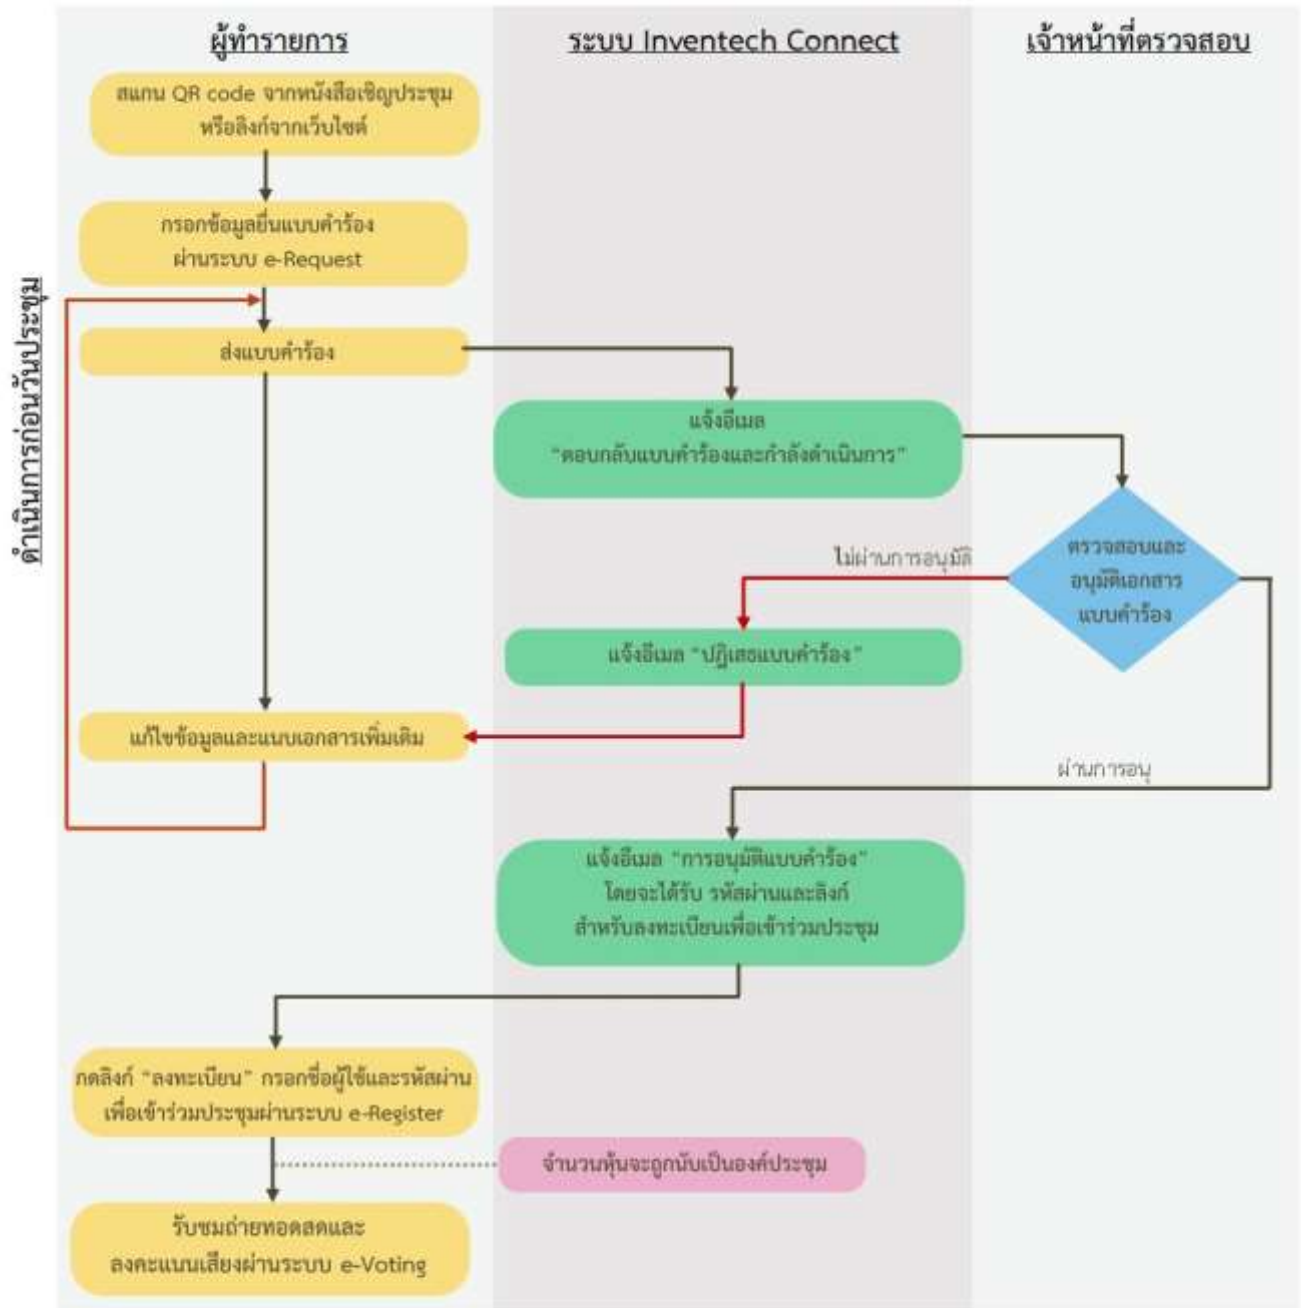 ผู้ทำรายการ
ระบบ Inventech Connect
เจ้าหน้าที่ตรวจสอบ
ดำเนินการก่อนวันประชุม
สแกน QR code จากหนังสือเชิญประชุม
หรือลิงก์จากเว็บไซต์
กรอกข้อมูลยื่นแบบคำร้อง
ผ่านระบบ e-Request
ส่งแบบคำร้อง
แจ้งอีเมล
"ตอบกลับแบบคำร้องและกำลังดำเนินการ"
ตรวจสอบและ
อนุมัติเอกสาร
แบบคำร้อง
ไม่ผ่านการอนุมัติ
แจ้งอีเมล "ปฏิเสธแบบคำร้อง"
แก้ไขข้อมูลและแนบเอกสารเพิ่มเติม
ผ่านการอนุ
แจ้งอีเมล "การอนุมัติแบบคำร้อง"
โดยจะได้รับ รหัสผ่านและลิงก์
สำหรับลงทะเบียนเพื่อเข้าร่วมประชุม
กดลิงก์ "ลงทะเบียน" กรอกชื่อผู้ใช้และรหัสผ่าน
เพื่อเข้าร่วมประชุมผ่านระบบ e-Register
จำนวนหุ้นจะถูกนับเป็นองค์ประชุม
รับชมถ่ายทอดสดและ
ลงคะแนนเสียงผ่านระบบ e-Voting